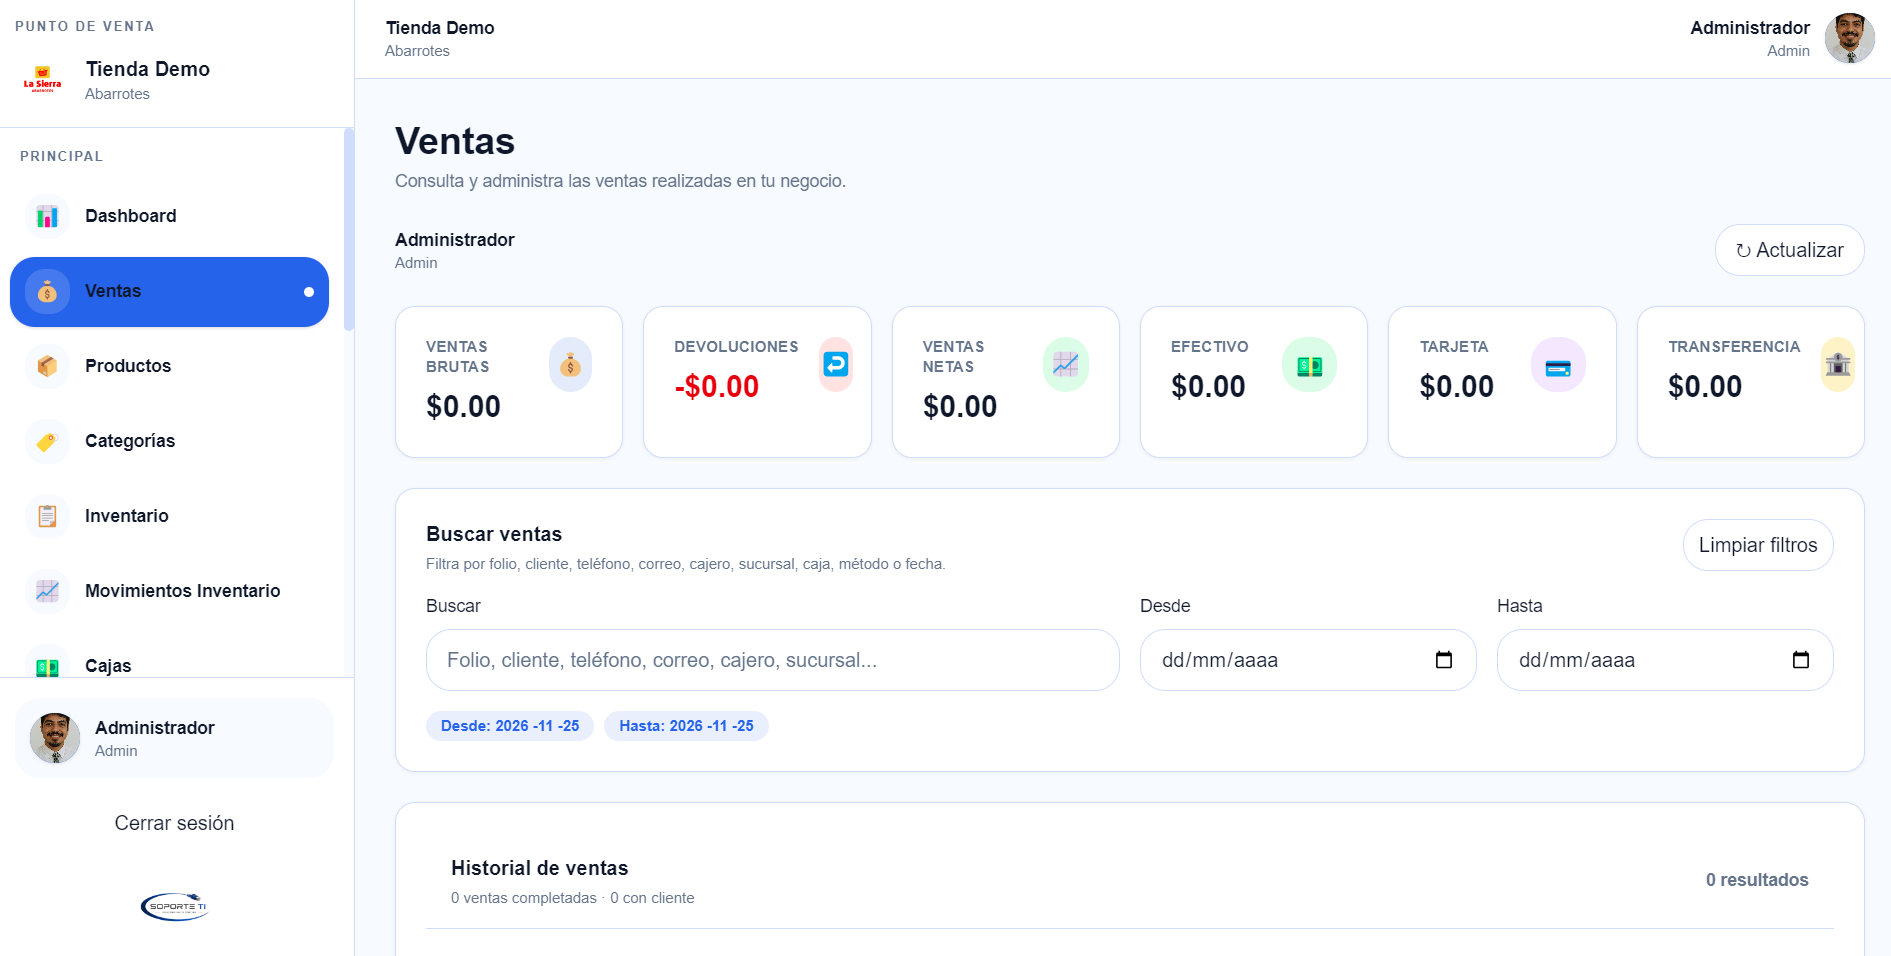 PUNTO DE VENTA
La Sierra
ABARROTES
Tienda Demo
Abarrotes
PRINCIPAL
Dashboard
Ventas
Productos
Categorías
Inventario
Movimientos Inventario
Cajas
Administrador
Admin
Cerrar sesión
SOPORTE TI
Tienda Demo
Abarrotes
Administrador
Admin
Ventas
Consulta y administra las ventas realizadas en tu negocio.
Administrador
Admin
↻ Actualizar
VENTAS BRUTAS
$0.00
DEVOLUCIONES
-$0.00
VENTAS NETAS
$0.00
EFECTIVO
$0.00
TARJETA
$0.00
TRANSFERENCIA
$0.00
Buscar ventas
Filtra por folio, cliente, teléfono, correo, cajero, sucursal, caja, método o fecha.
Limpiar filtros
Buscar
Folio, cliente, teléfono, correo, cajero, sucursal...
Desde
dd/mm/aaaa
Hasta
dd/mm/aaaa
Desde: 2026 -11 -25
Hasta: 2026 -11 -25
Historial de ventas
0 ventas completadas · 0 con cliente
0 resultados